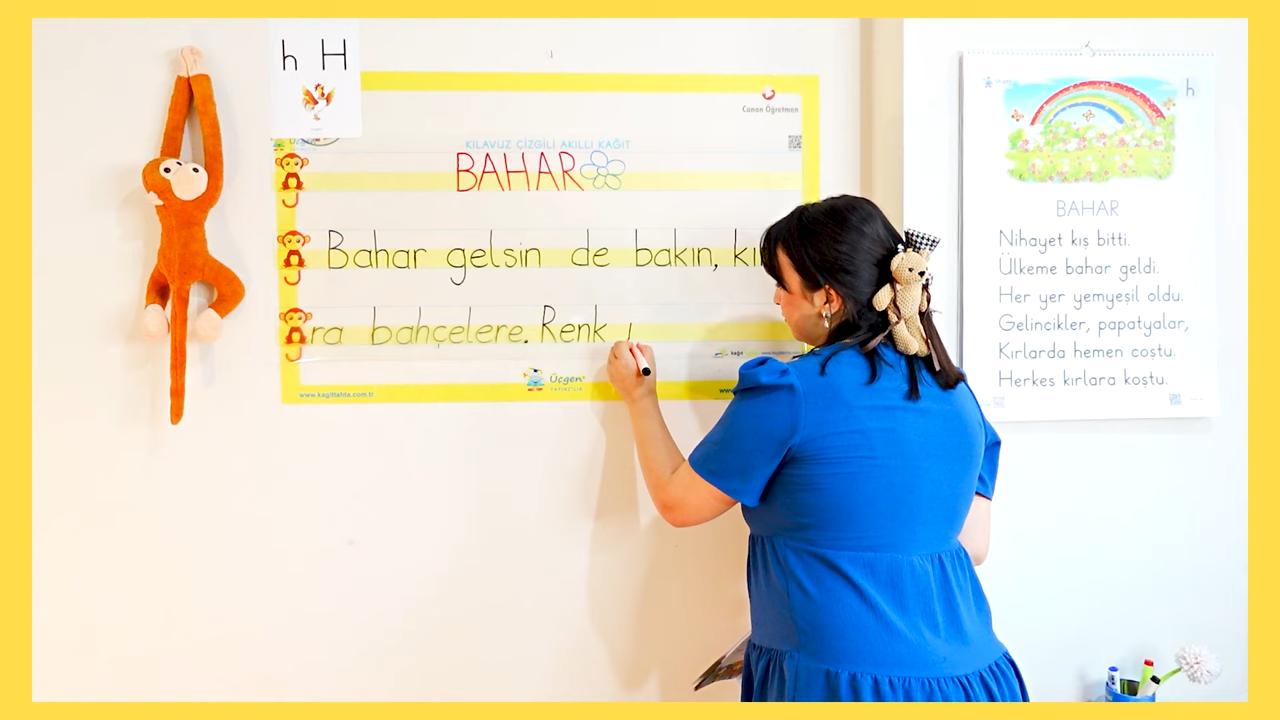 h H
Canan Öğretmen
KILAVUZ ÇİZGİLİ AKILLI KAĞIT
BAHAR
Bahar gelsin de bakın,
ra bahçelere. Renk
Üçgen
www.kagittahta.com.tr
h
BAHAR
Nihayet kış bitti.
Ülkeme bahar geldi.
Her yer yemyeşil oldu.
Gelincikler, papatyalar,
Kırlarda hemen coştu.
Herkes kırlara koştu.